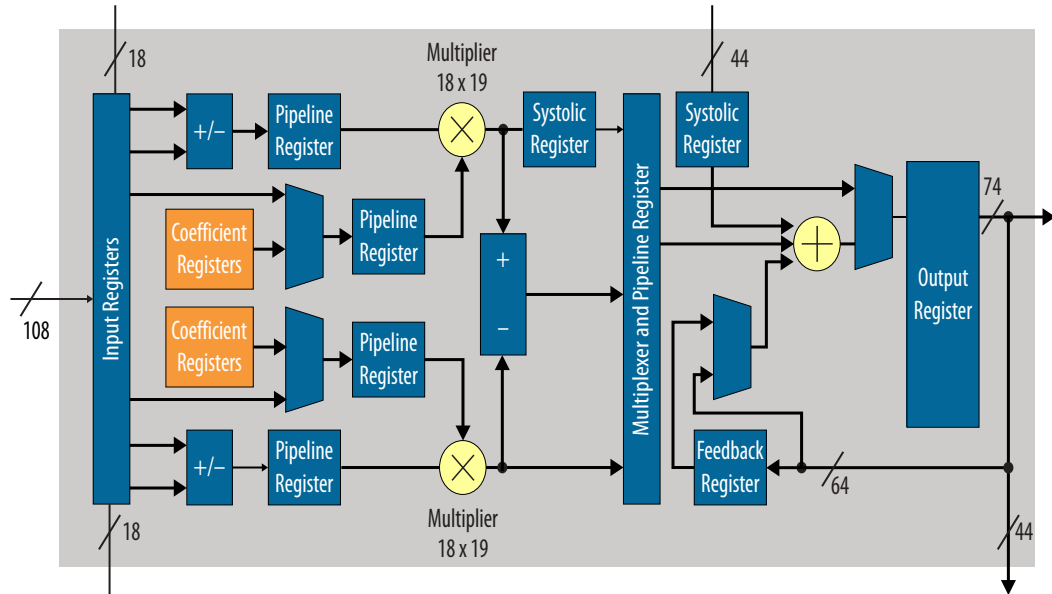 18
44
Multiplier
18 x 19
+/–
Pipeline
Register
Systolic
Register
Systolic
Register
74
Coefficient
Registers
Pipeline
Register
Input Registers
Multiplexer and Pipeline Register
+
–
Output
Register
108
Coefficient
Registers
Pipeline
Register
+/–
Pipeline
Register
Feedback
Register
64
Multiplier
18 x 19
18
44